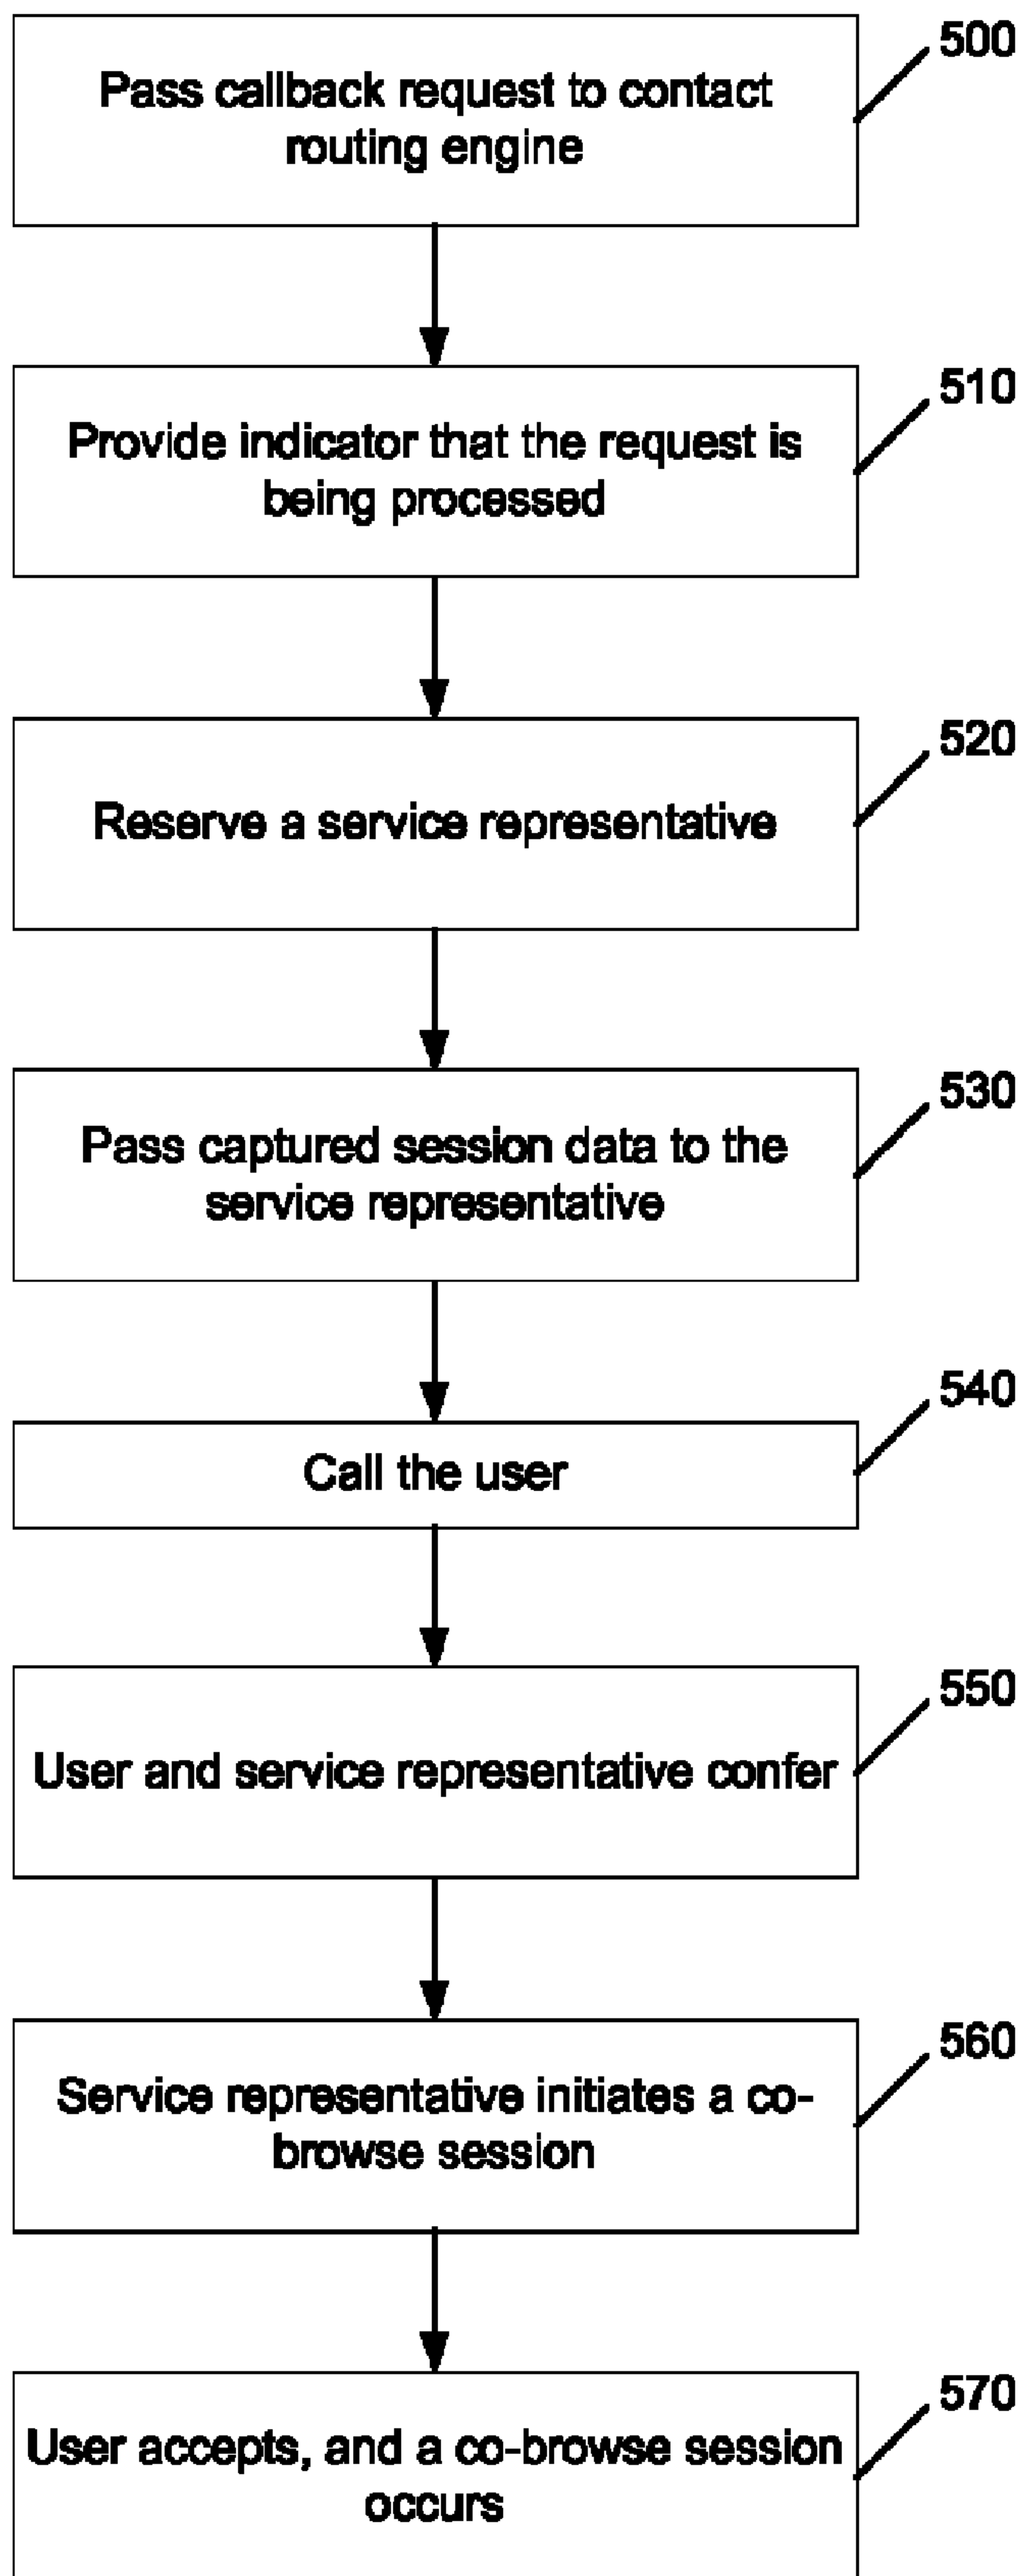 500
Pass callback request to contact
routing engine
510
Provide indicator that the request is
being processed
520
Reserve a service representative
530
Pass captured session data to the
service representative
540
Call the user
550
User and service representative confer
560
Service representative initiates a co-
browse session
570
User accepts, and a co-browse session
occurs